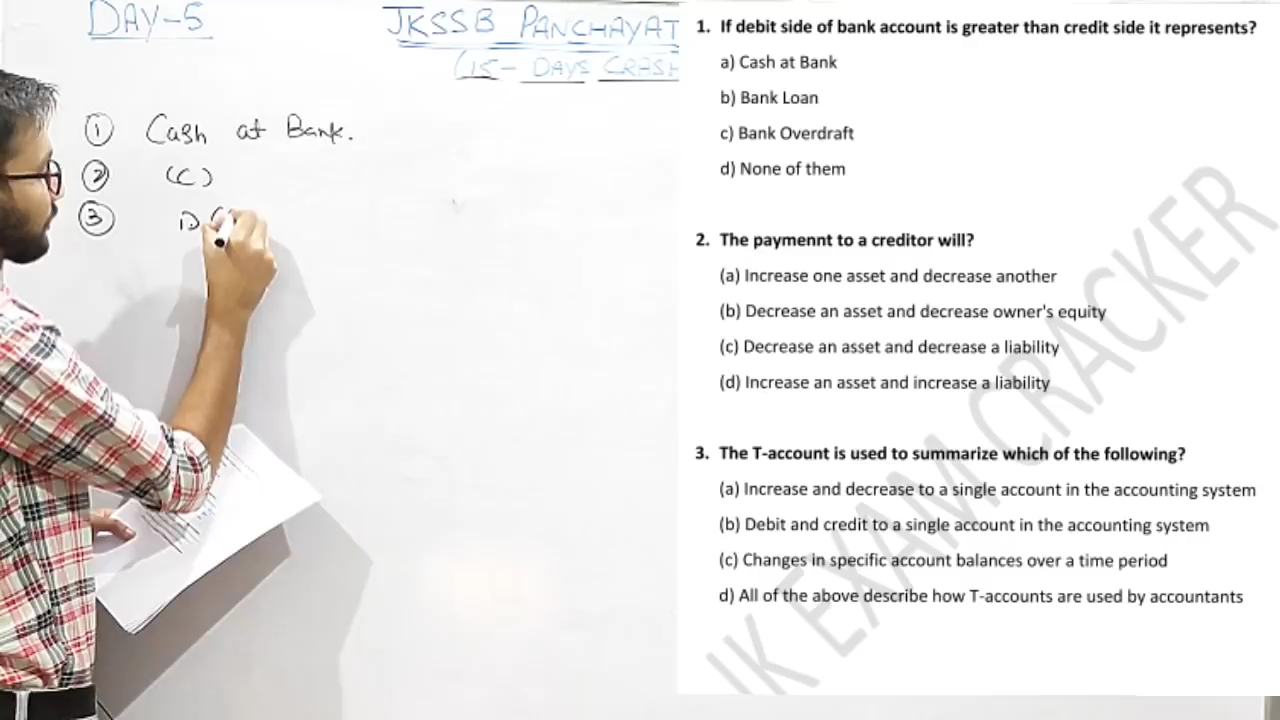 DAY-5
JKSSB PANCHAYAT
(15- DAYS CRASH
① Cash at Bank.
② (C)
③ D
1. If debit side of bank account is greater than credit side it represents?
a) Cash at Bank
b) Bank Loan
c) Bank Overdraft
d) None of them
2. The paymennt to a creditor will?
(a) Increase one asset and decrease another
(b) Decrease an asset and decrease owner's equity
(c) Decrease an asset and decrease a liability
(d) Increase an asset and increase a liability
3. The T-account is used to summarize which of the following?
(a) Increase and decrease to a single account in the accounting system
(b) Debit and credit to a single account in the accounting system
(c) Changes in specific account balances over a time period
d) All of the above describe how T-accounts are used by accountants
JK EXAM CRACKER